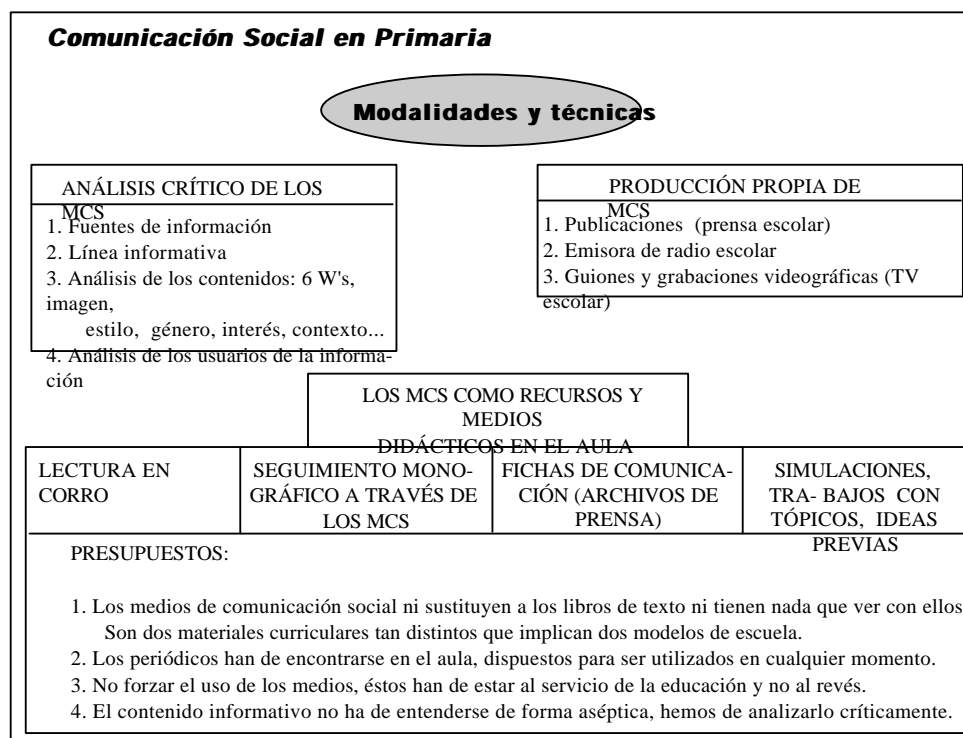 Comunicación Social en Primaria
Modalidades y técnicas
ANÁLISIS CRÍTICO DE LOS
MCS
1. Fuentes de información
2. Línea informativa
3. Análisis de los contenidos: 6 W's,
imagen,
estilo, género, interés, contexto...
4. Análisis de los usuarios de la informa-
ción
PRODUCCIÓN PROPIA DE
MCS
1. Publicaciones (prensa escolar)
2. Emisora de radio escolar
3. Guiones y grabaciones videográficas (TV
escolar)
LOS MCS COMO RECURSOS Y
MEDIOS
DIDÁCTICOS EN EL AULA
LECTURA EN
CORRO
SEGUIMIENTO MONO-
GRÁFICO A TRAVÉS DE
LOS MCS
FICHAS DE COMUNICA-
CIÓN (ARCHIVOS DE
PRENSA)
SIMULACIONES,
TRA- BAJOS CON
TÓPICOS, IDEAS
PREVIAS
PRESUPUESTOS:
1. Los medios de comunicación social ni sustituyen a los libros de texto ni tienen nada que ver con ellos
Son dos materiales curriculares tan distintos que implican dos modelos de escuela.
2. Los periódicos han de encontrarse en el aula, dispuestos para ser utilizados en cualquier momento.
3. No forzar el uso de los medios, éstos han de estar al servicio de la educación y no al revés.
4. El contenido informativo no ha de entenderse de forma aséptica, hemos de analizarlo críticamente.